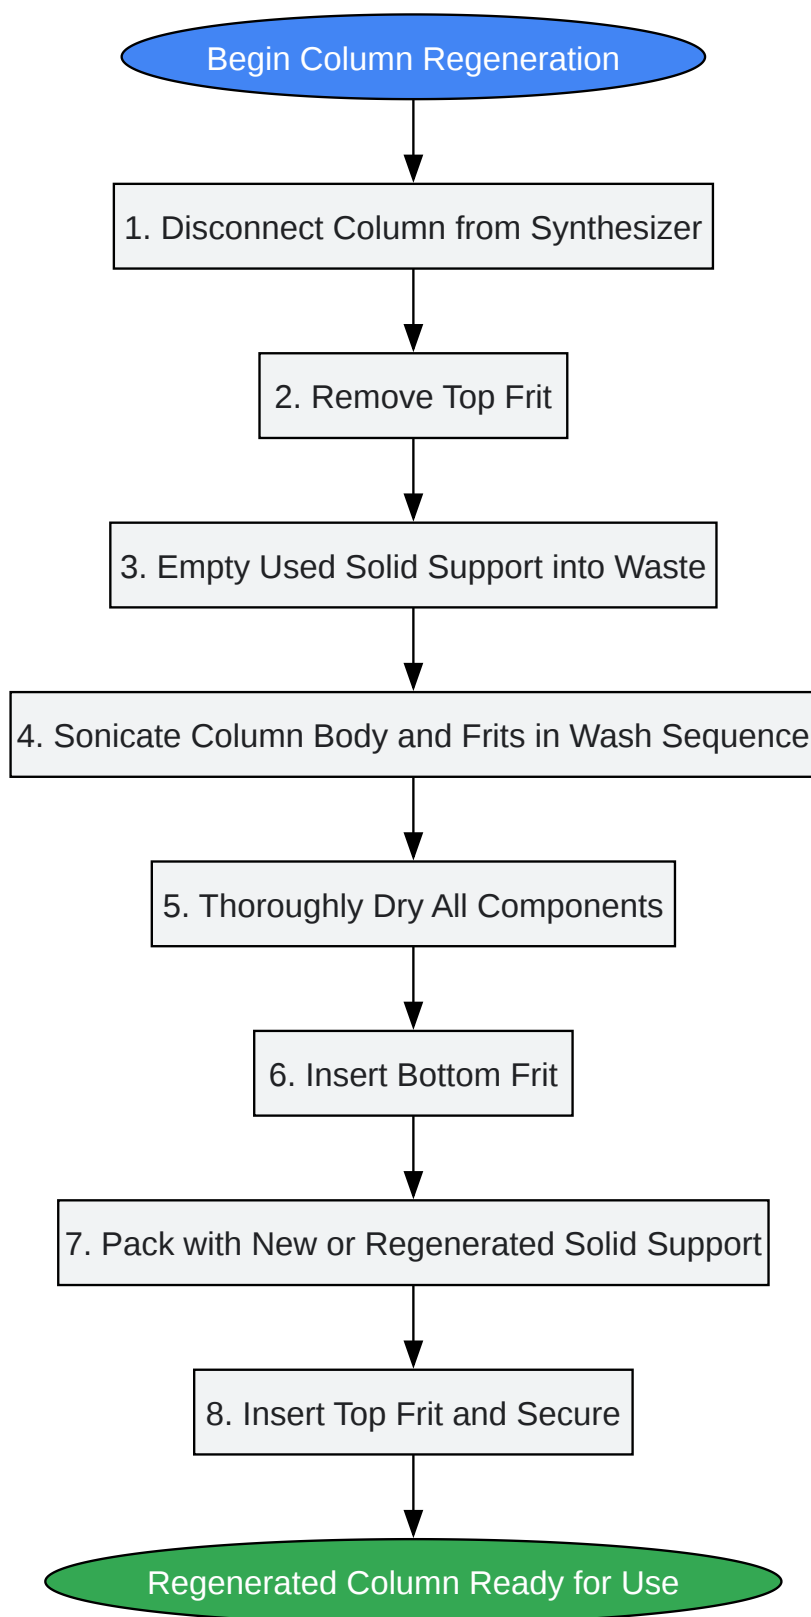 Begin Column Regeneration
1. Disconnect Column from Synthesizer
2. Remove Top Frit
3. Empty Used Solid Support into Waste
4. Sonicate Column Body and Frits in Wash Sequence
5. Thoroughly Dry All Components
6. Insert Bottom Frit
7. Pack with New or Regenerated Solid Support
8. Insert Top Frit and Secure
Regenerated Column Ready for Use